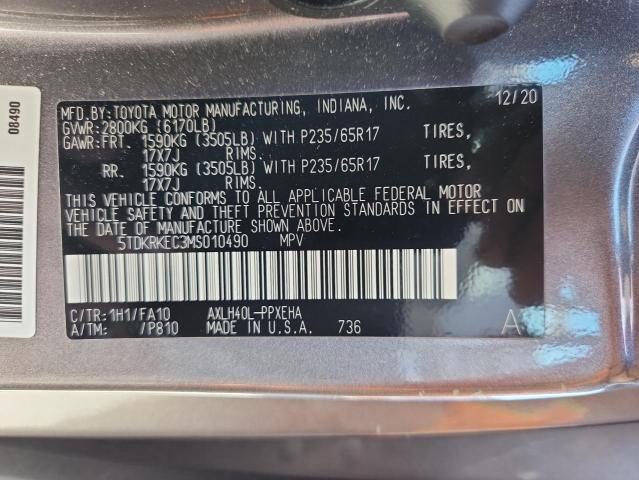 08490
MFD.BY:TOYOTA MOTOR MANUFACTURING, INDIANA, INC. 12/20
GVWR:2800KG (6170LB)
GAWR:FRT. 1590KG (3505LB) WITH P235/65R17 TIRES,
17X7J RIMS.
RR. 1590KG (3505LB) WITH P235/65R17 TIRES,
17X7J RIMS.
THIS VEHICLE CONFORMS TO ALL APPLICABLE FEDERAL MOTOR
VEHICLE SAFETY AND THEFT PREVENTION STANDARDS IN EFFECT ON
THE DATE OF MANUFACTURE SHOWN ABOVE.
5TDKRKEC3MS010490 MPV
C/TR:1H1/FA10 AXLH40L-PPXEHA
A/TM: /P810 MADE IN U.S.A. 736